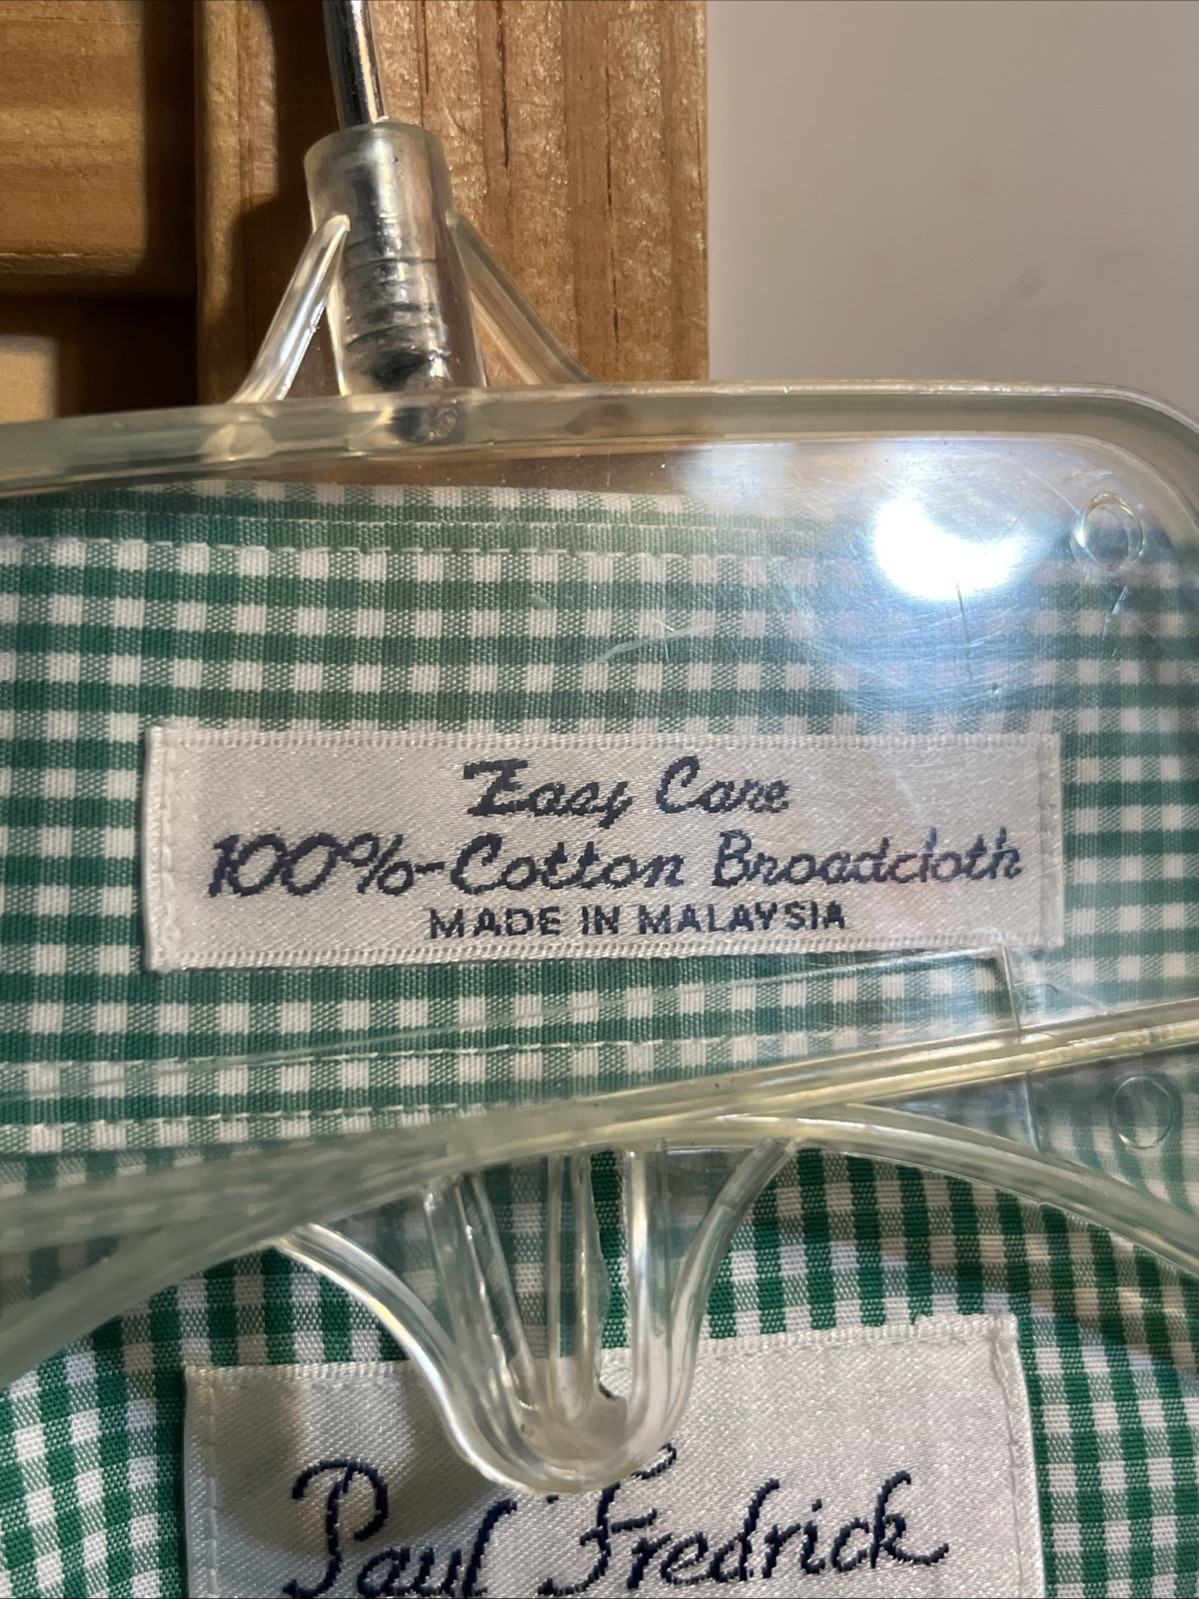 Easy Care
100%-Cotton Broadcloth
MADE IN MALAYSIA
Paul Fredrick